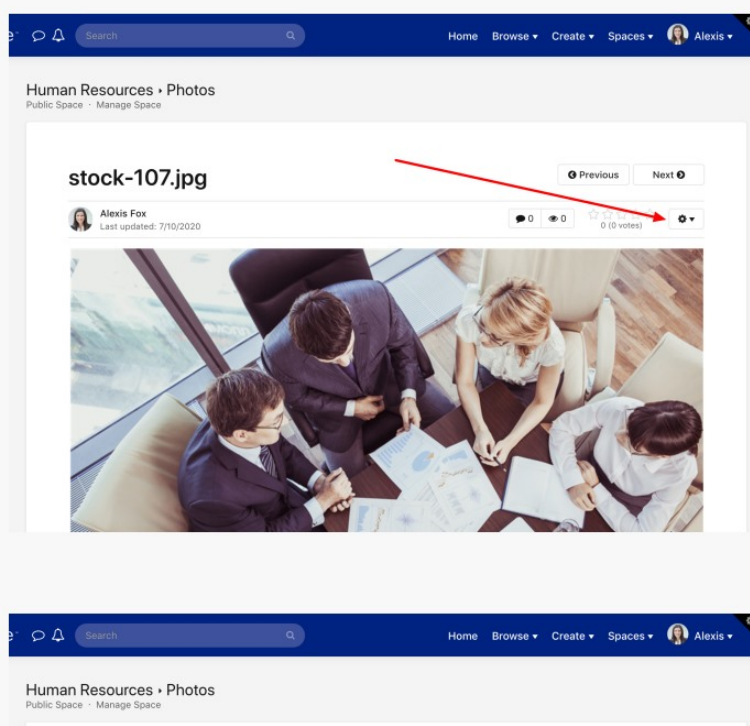 Search
Home Browse Create Spaces Alexis
Human Resources › Photos
Public Space · Manage Space
stock-107.jpg
Previous Next
Alexis Fox
Last updated: 7/10/2020
0 0
0 (0 votes)
Search
Home Browse Create Spaces Alexis
Human Resources › Photos
Public Space · Manage Space